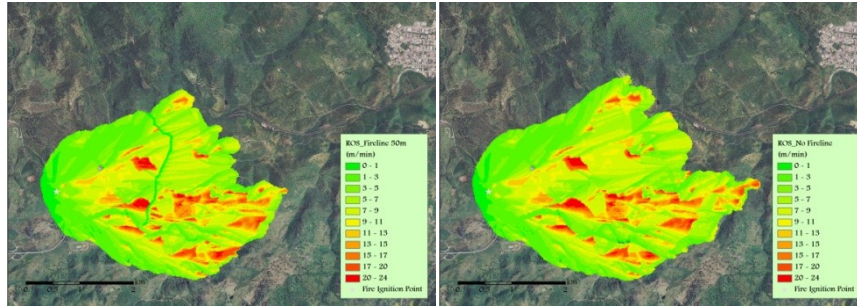 ROS_Fireline 50m
(m/min)
0 - 1
1 - 3
3 - 5
5 - 7
7 - 9
9 - 11
11 - 13
13 - 15
15 - 17
17 - 20
20 - 24
Fire Ignition Point
ROS_No Fireline
(m/min)
0 - 1
1 - 3
3 - 5
5 - 7
7 - 9
9 - 11
11 - 13
13 - 15
15 - 17
17 - 20
20 - 24
Fire Ignition Point